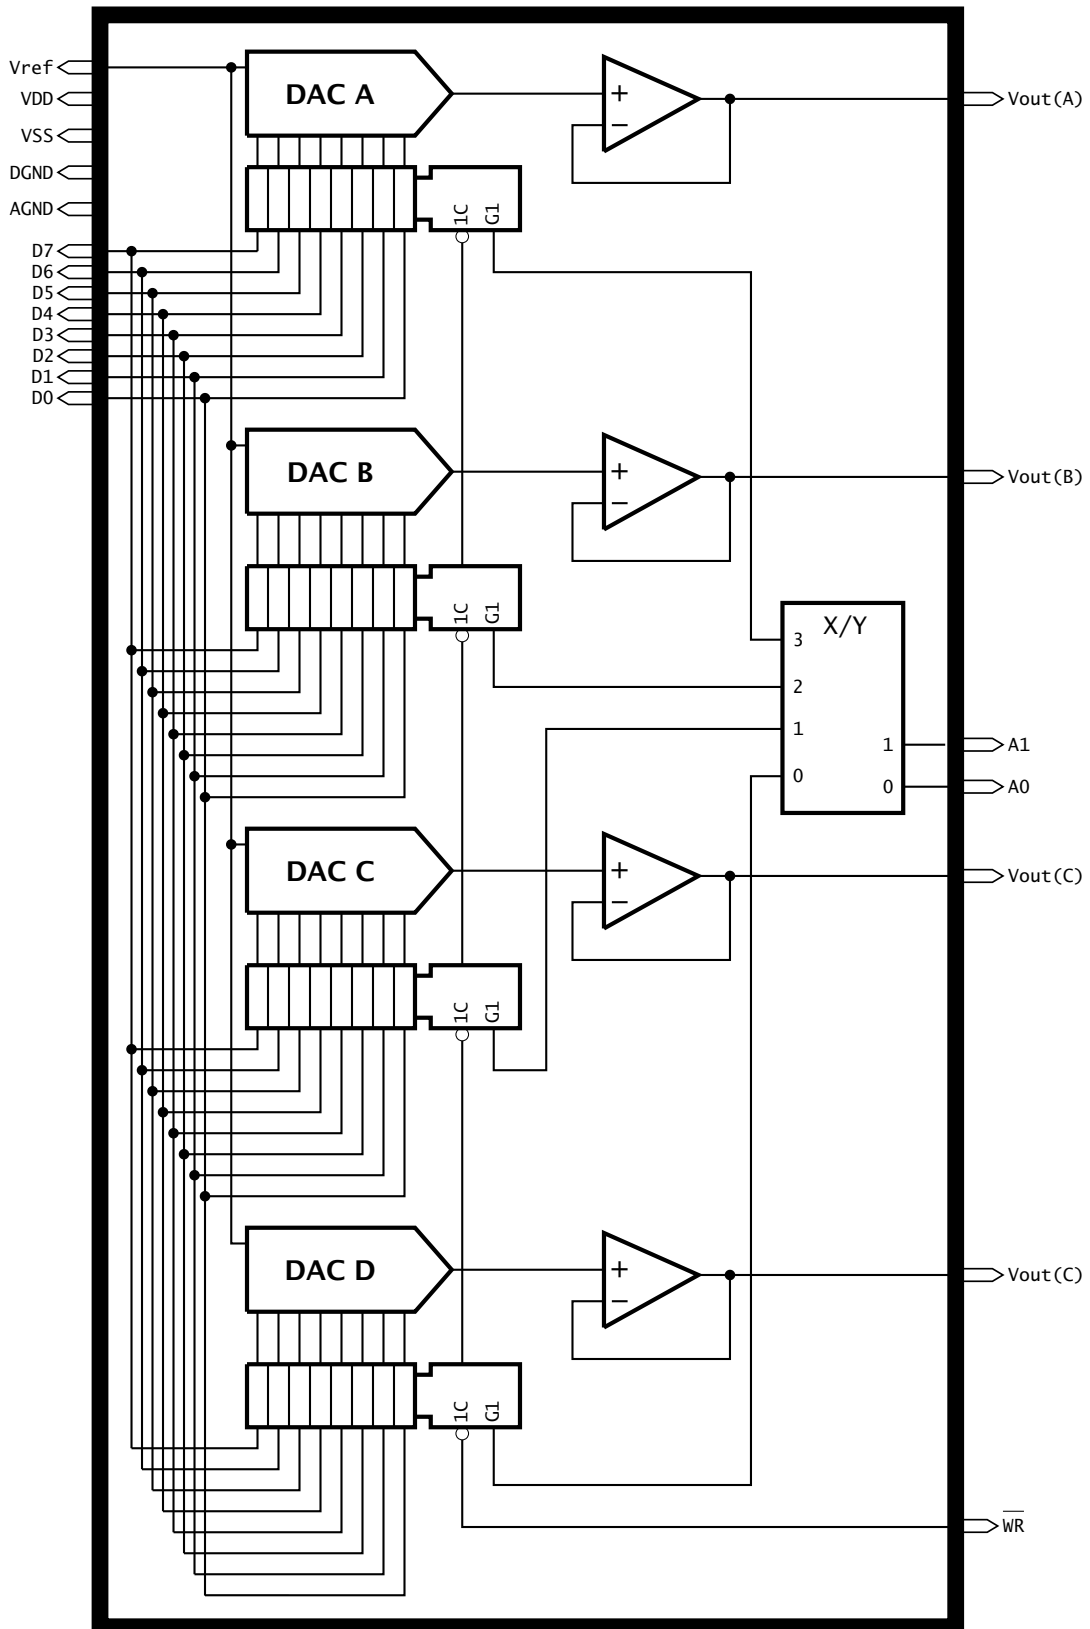 Vref
DAC A
+
−
Vout(A)
VDD
VSS
DGND
AGND
1C
G1
D7
D6
D5
D4
D3
D2
D1
D0
DAC B
+
−
Vout(B)
1C
G1
X/Y
3
2
1
0
1
0
A1
A0
DAC C
+
−
Vout(C)
1C
G1
DAC D
+
−
Vout(C)
1C
G1
W̅R̅